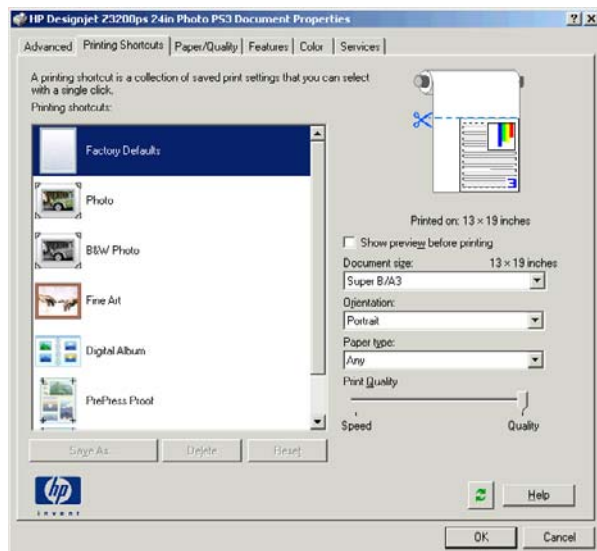 HP Designjet Z3200ps 24in Photo PS3 Document Properties
Advanced Printing Shortcuts Paper/Quality Features Color Services
A printing shortcut is a collection of saved print settings that you can select
with a single click.
Printing shortcuts:
Factory Defaults
Photo
B&W Photo
Fine Art
Digital Album
PrePress Proof
Save As...
Delete
Reset
3
Printed on: 13 × 19 inches
Show preview before printing
Document size: 13 × 19 inches
Super B/A3
Orientation:
Portrait
Paper type:
Any
Print Quality
Speed Quality
hp
invent
Help
OK Cancel